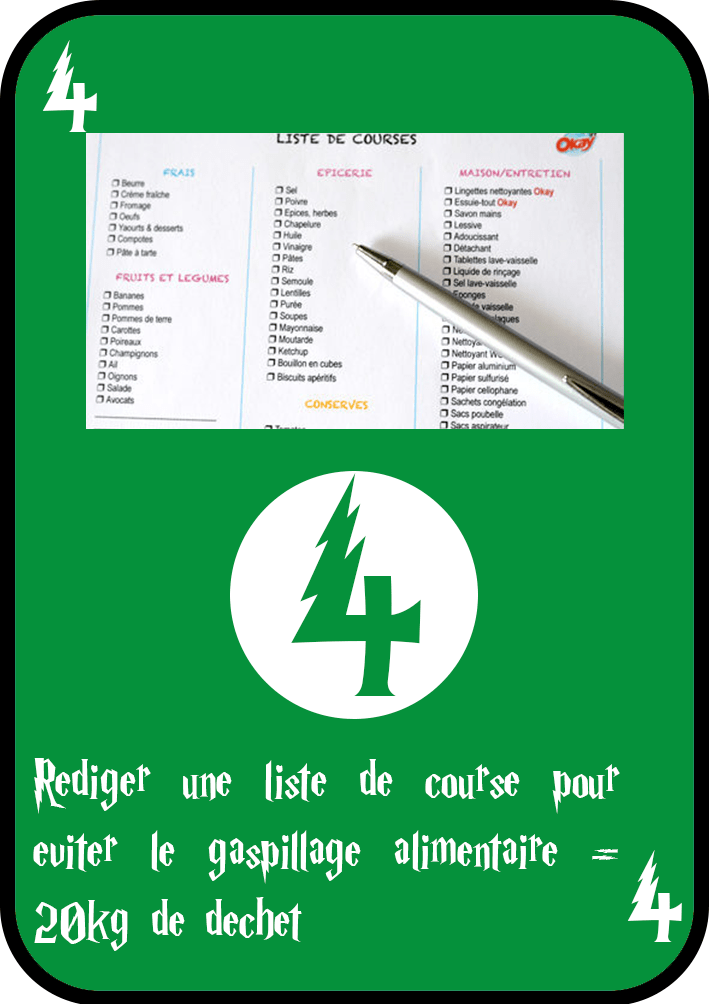 4
LISTE DE COURSES
Okay
FRAIS
Beurre
Crème fraîche
Fromage
Oeufs
Yaourts & desserts
Compotes
Pâte à tarte
FRUITS ET LEGUMES
Bananes
Pommes
Pommes de terre
Carottes
Poireaux
Champignons
Ail
Oignons
Salade
Avocats
EPICERIE
Sel
Poivre
Epices, herbes
Chapelure
Huile
Vinaigre
Pâtes
Riz
Semoule
Lentilles
Purée
Soupes
Mayonnaise
Moutarde
Ketchup
Bouillon en cubes
Biscuits apéritifs
CONSERVES
MAISON/ENTRETIEN
Lingettes nettoyantes Okay
Essuie-tout Okay
Savon mains
Lessive
Adoucissant
Détachant
Tablettes lave-vaisselle
Liquide de rinçage
Sel lave-vaisselle
Eponges
vaisselle
Papier aluminium
Papier sulfurisé
Papier cellophane
Sachets congélation
Sacs poubelle
Sacs aspirateur
4
Rediger une liste de course pour
eviter le gaspillage alimentaire =
20kg de dechet
4